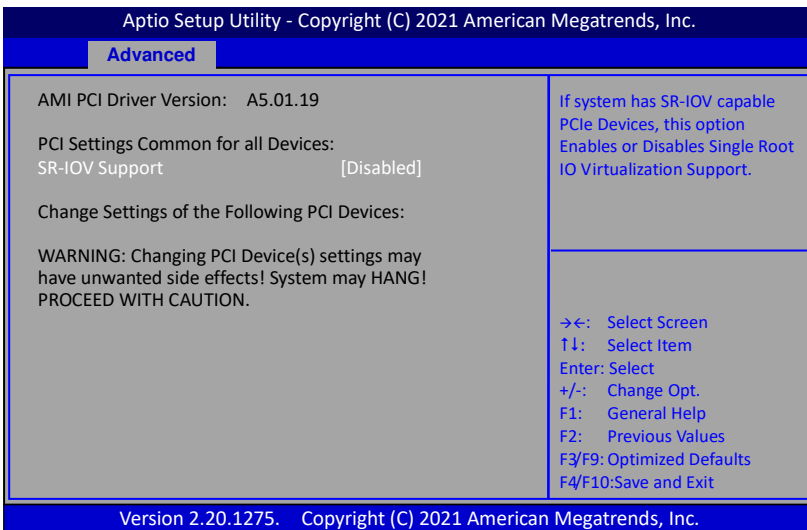 Aptio Setup Utility - Copyright (C) 2021 American Megatrends, Inc.
Advanced
AMI PCI Driver Version: A5.01.19
PCI Settings Common for all Devices:
SR-IOV Support [Disabled]
Change Settings of the Following PCI Devices:
WARNING: Changing PCI Device(s) settings may
have unwanted side effects! System may HANG!
PROCEED WITH CAUTION.
If system has SR-IOV capable
PCIe Devices, this option
Enables or Disables Single Root
IO Virtualization Support.
→←: Select Screen
↑↓: Select Item
Enter: Select
+/-: Change Opt.
F1: General Help
F2: Previous Values
F3/F9: Optimized Defaults
F4/F10:Save and Exit
Version 2.20.1275. Copyright (C) 2021 American Megatrends, Inc.